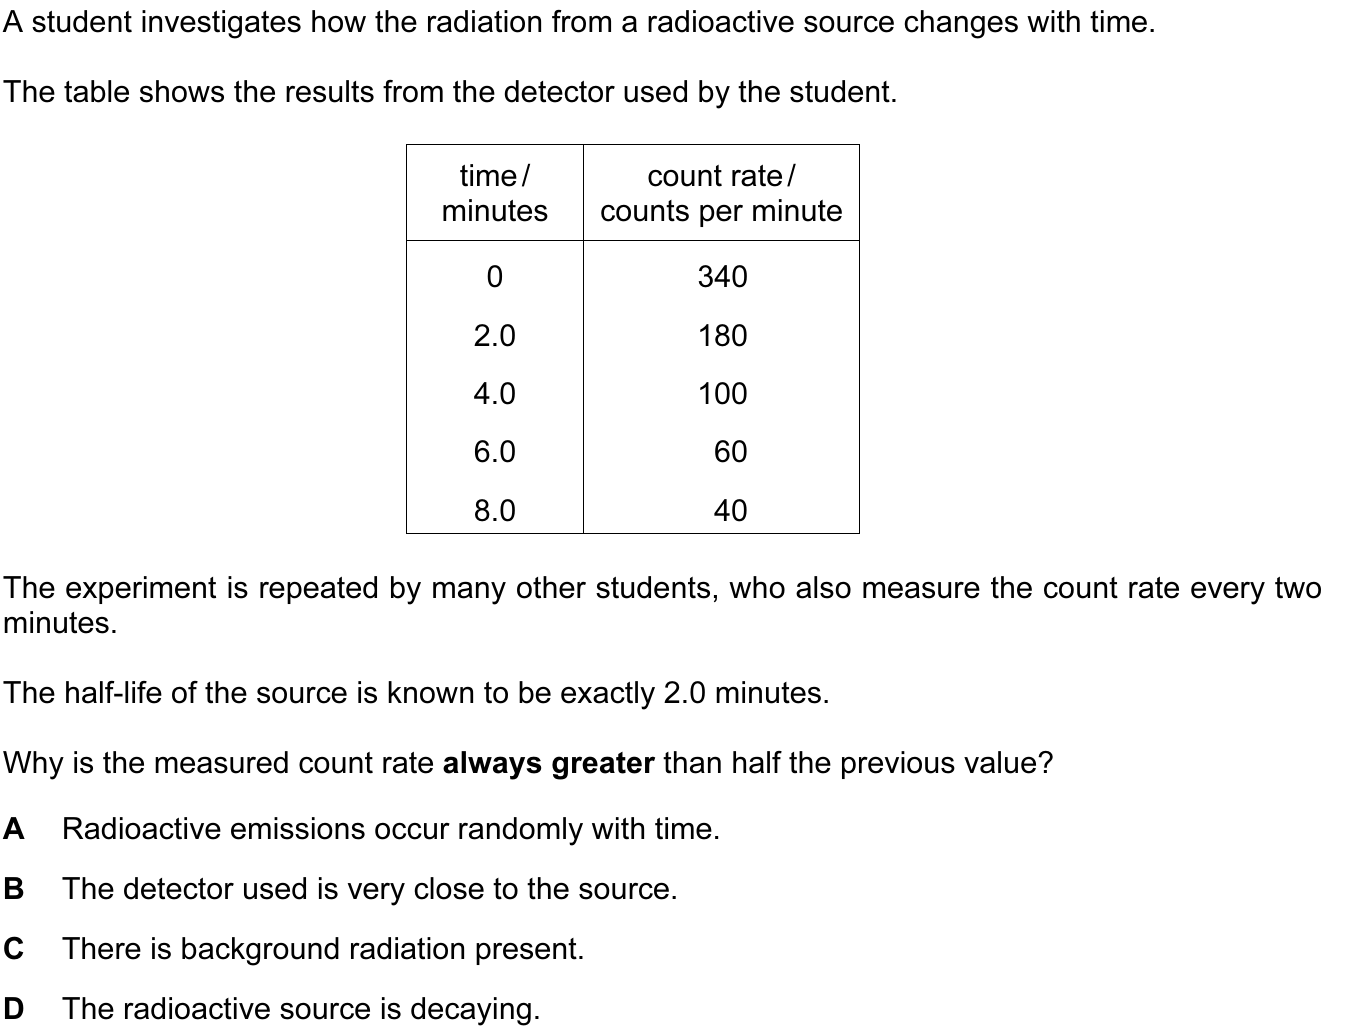 A student investigates how the radiation from a radioactive source changes with time.
The table shows the results from the detector used by the student.
time / count rate /
minutes counts per minute
0 340
2.0 180
4.0 100
6.0 60
8.0 40
The experiment is repeated by many other students, who also measure the count rate every two
minutes.
The half-life of the source is known to be exactly 2.0 minutes.
Why is the measured count rate always greater than half the previous value?
A Radioactive emissions occur randomly with time.
B The detector used is very close to the source.
C There is background radiation present.
D The radioactive source is decaying.